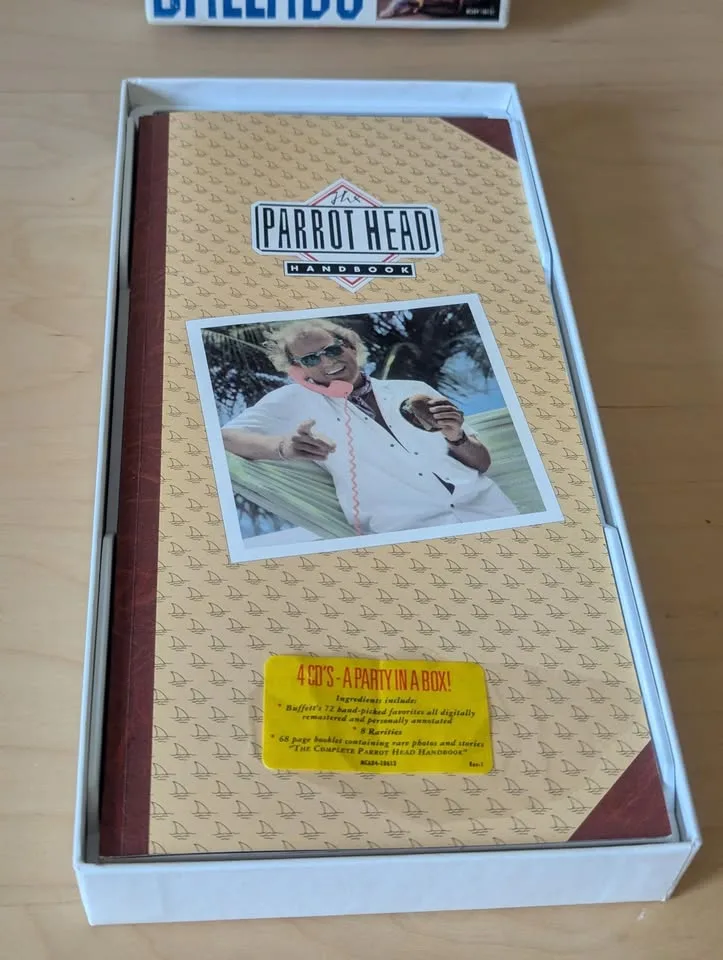 BALLADS
The
PARROT HEAD
HANDBOOK
4 CD'S - A PARTY IN A BOX!
Ingredients include:
* Buffett's 72 hand-picked favorites all digitally
remastered and personally annotated
* 8 Rarities
* 68 page booklet containing rare photos and stories
"THE COMPLETE PARROT HEAD HANDBOOK"